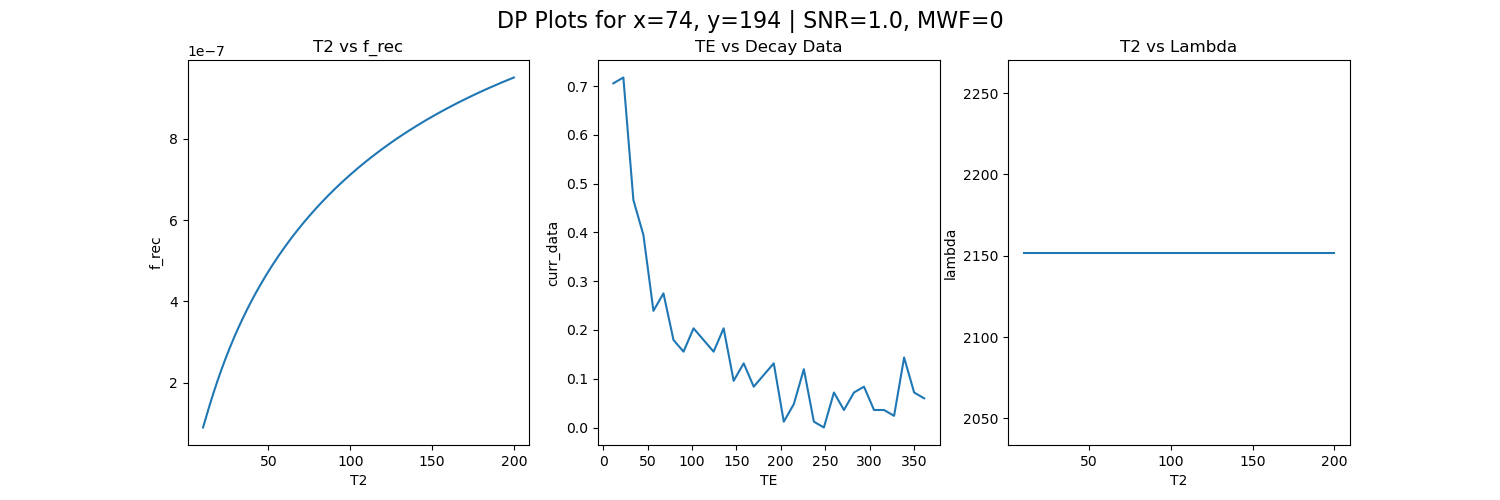 DP Plots for x=74, y=194 | SNR=1.0, MWF=0
T2 vs f_rec
1e−7
8
6
4
2
f_rec
50 100 150 200
T2
TE vs Decay Data
0.7
0.6
0.5
0.4
0.3
0.2
0.1
0.0
curr_data
0 50 100 150 200 250 300 350
TE
T2 vs Lambda
2250
2200
2150
2100
2050
lambda
50 100 150 200
T2